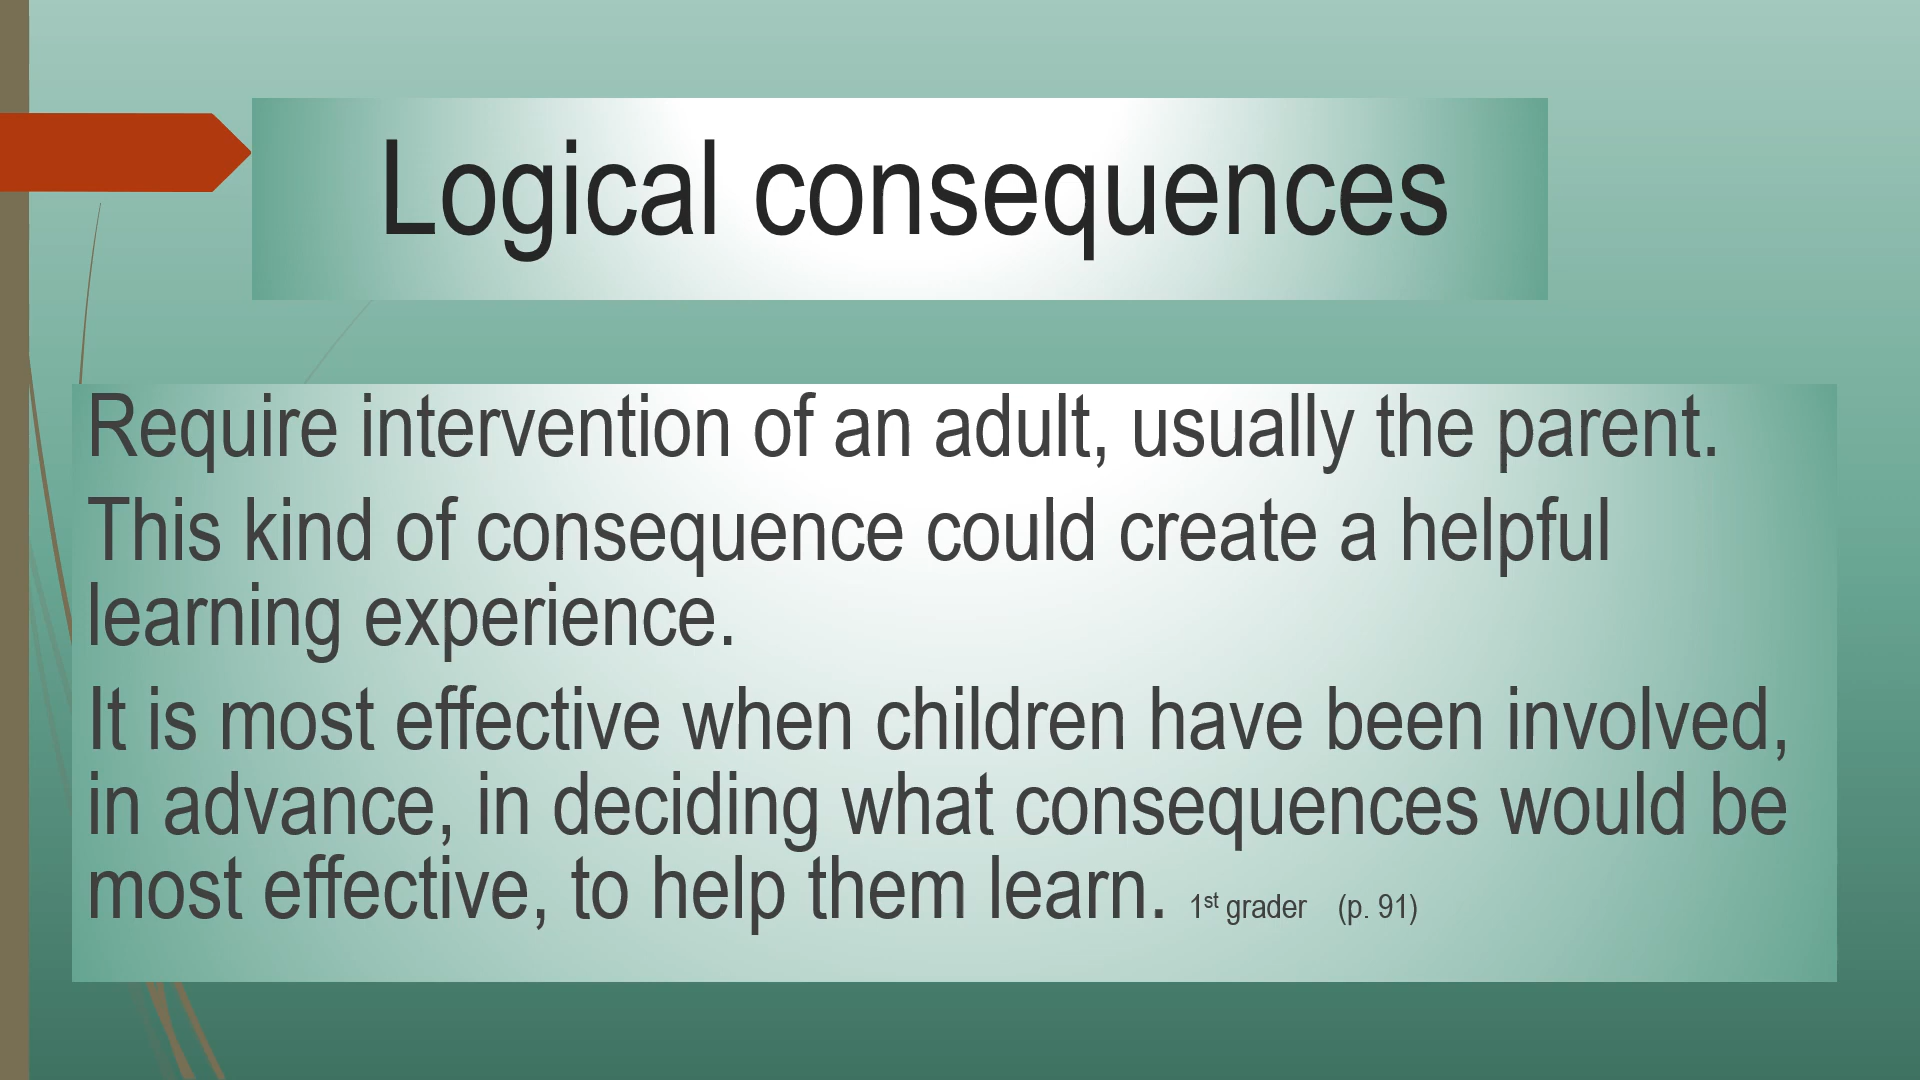 Logical consequences
Require intervention of an adult, usually the parent.
This kind of consequence could create a helpful
learning experience.
It is most effective when children have been involved,
in advance, in deciding what consequences would be
most effective, to help them learn. 1st grader (p. 91)